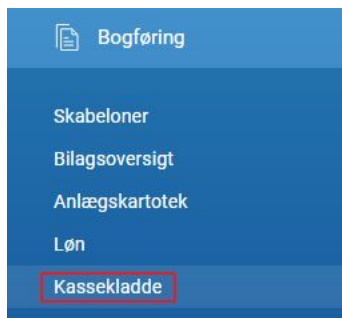 Bogføring
Skabeloner
Bilagsoversigt
Anlægskartotek
Løn
Kassekladde